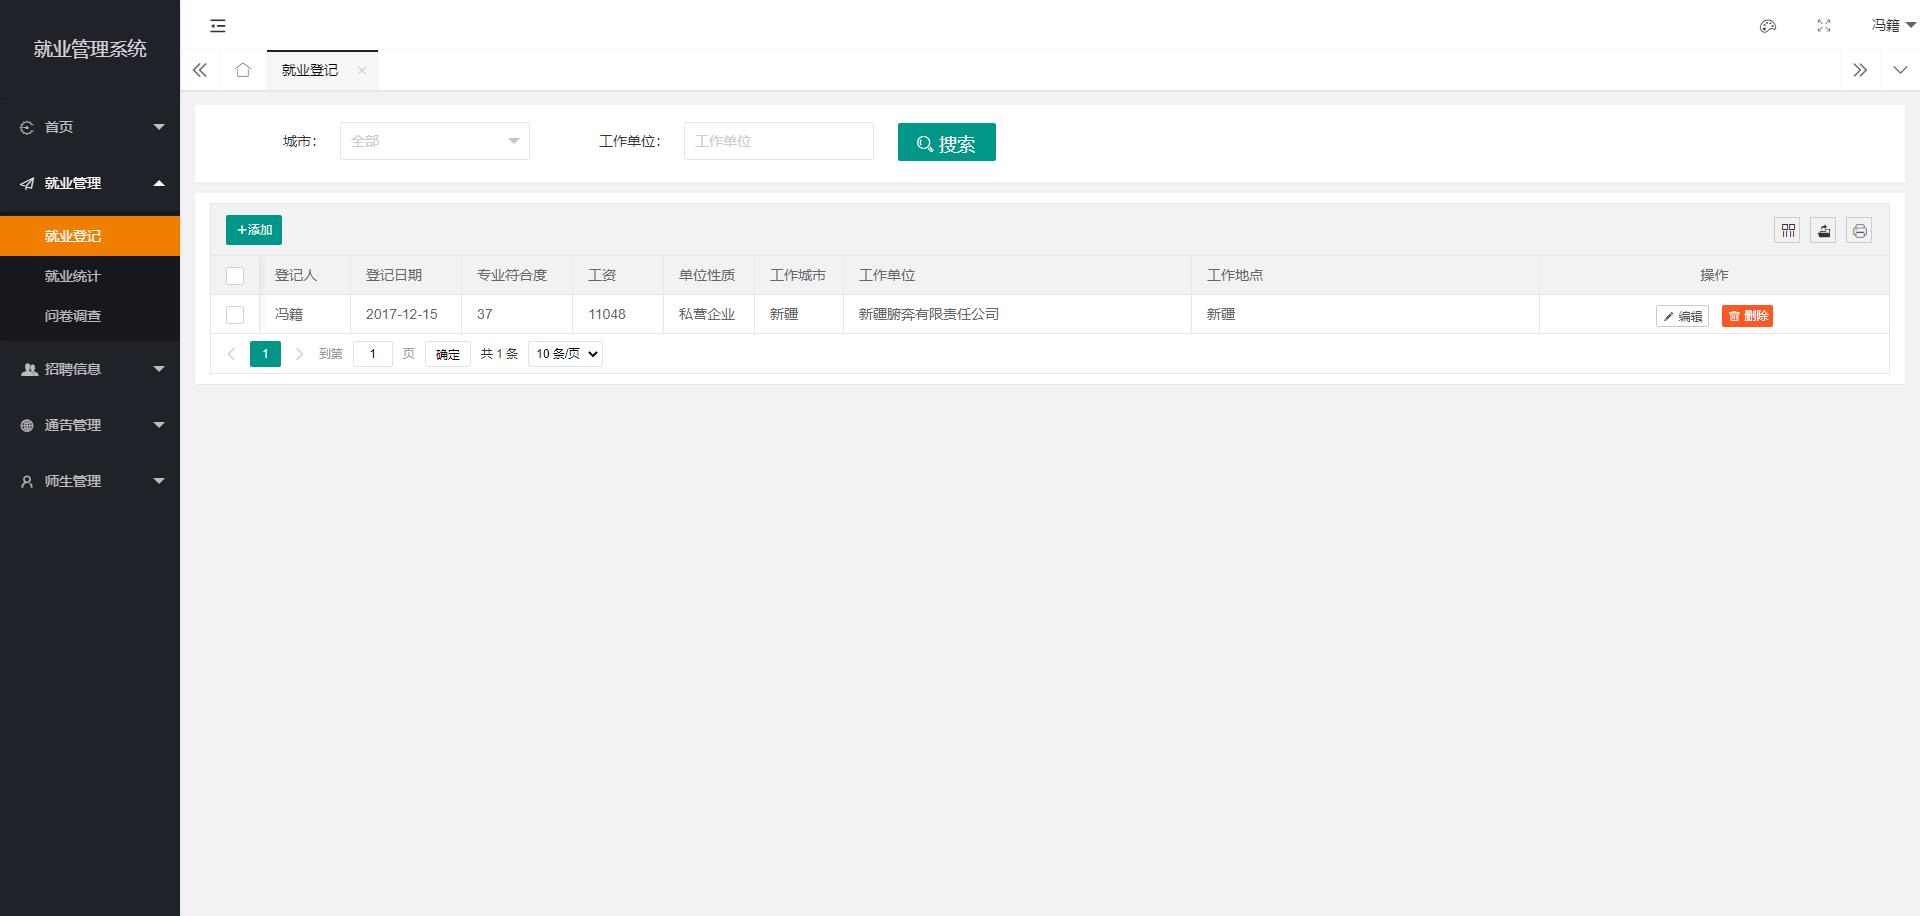 就业管理系统
首页
就业管理
就业登记
就业统计
问卷调查
招聘信息
通告管理
师生管理
冯籍
就业登记
城市： 全部 工作单位： 工作单位 搜索
+添加
登记人 登记日期 专业符合度 工资 单位性质 工作城市 工作单位 工作地点 操作
冯籍 2017-12-15 37 11048 私营企业 新疆 新疆腑奔有限责任公司 新疆 编辑 删除
1 到第 1 页 确定 共 1 条 10 条/页